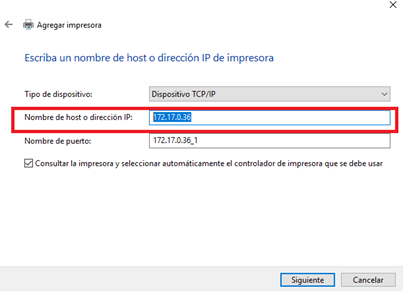 Agregar impresora
Escriba un nombre de host o dirección IP de impresora
Tipo de dispositivo: Dispositivo TCP/IP
Nombre de host o dirección IP: 172.17.0.36
Nombre de puerto: 172.17.0.36_1
Consultar la impresora y seleccionar automáticamente el controlador de impresora que se debe usar
Siguiente Cancelar